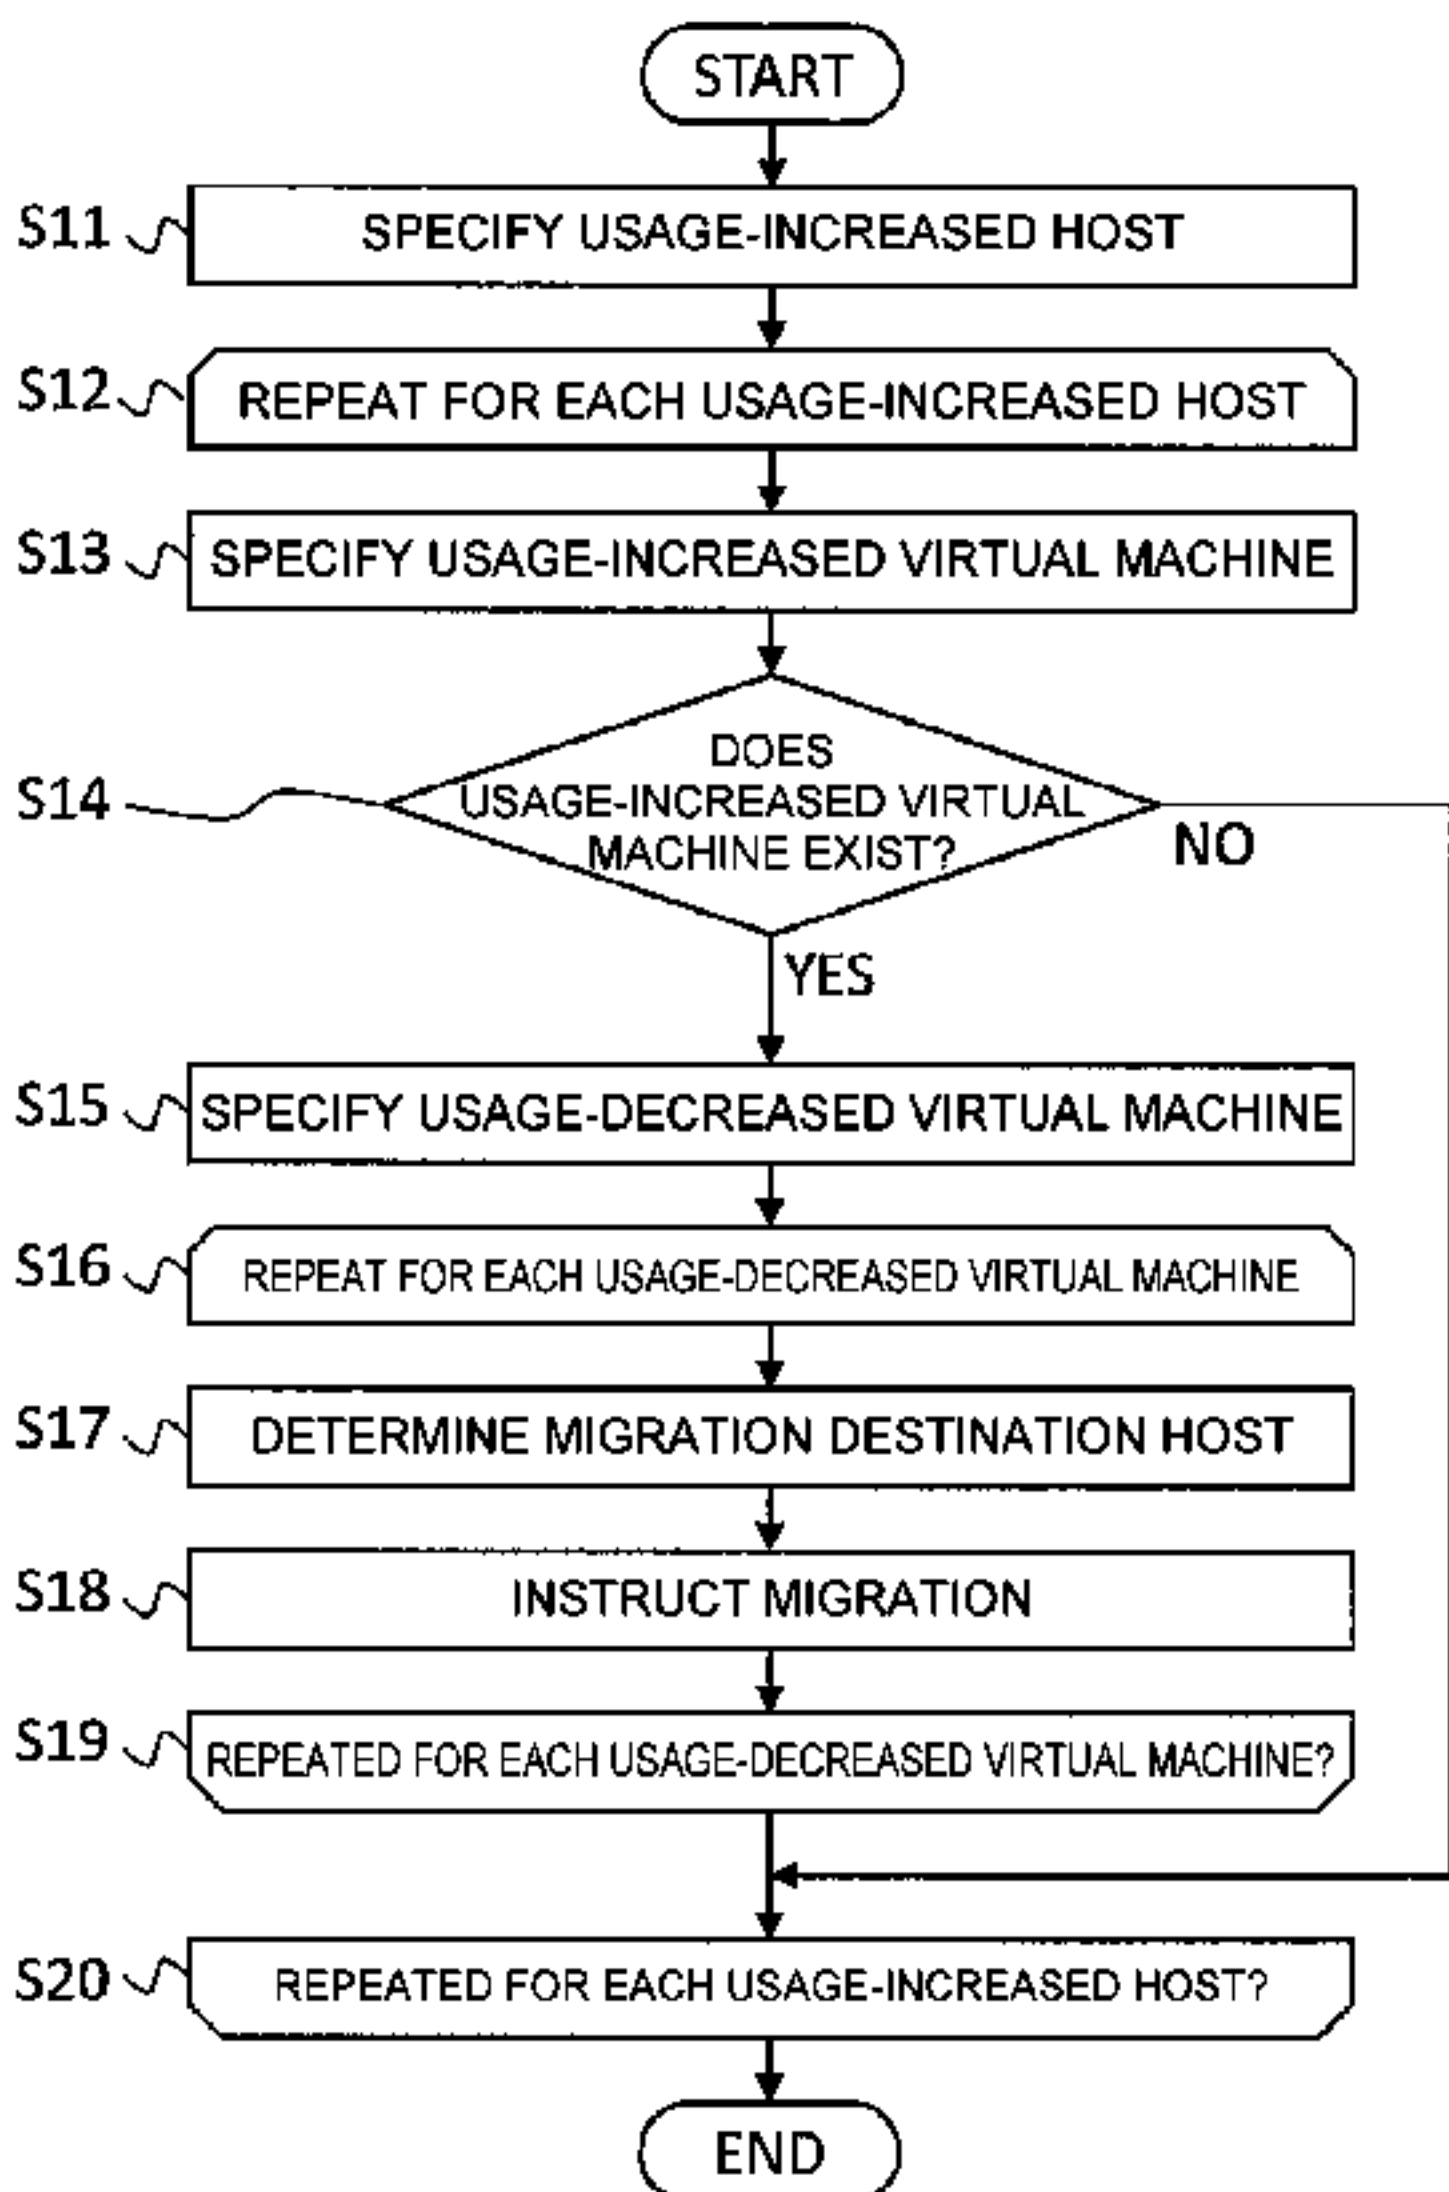 START
S11
SPECIFY USAGE-INCREASED HOST
S12
REPEAT FOR EACH USAGE-INCREASED HOST
S13
SPECIFY USAGE-INCREASED VIRTUAL MACHINE
S14
DOES
USAGE-INCREASED VIRTUAL
MACHINE EXIST?
NO
YES
S15
SPECIFY USAGE-DECREASED VIRTUAL MACHINE
S16
REPEAT FOR EACH USAGE-DECREASED VIRTUAL MACHINE
S17
DETERMINE MIGRATION DESTINATION HOST
S18
INSTRUCT MIGRATION
S19
REPEATED FOR EACH USAGE-DECREASED VIRTUAL MACHINE?
S20
REPEATED FOR EACH USAGE-INCREASED HOST?
END